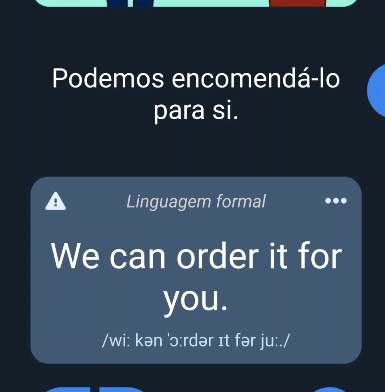 Podemos encomendá-lo
para si.
Linguagem formal
We can order it for
you.
/wiː kən ˈɔːrdər ɪt fər juː./